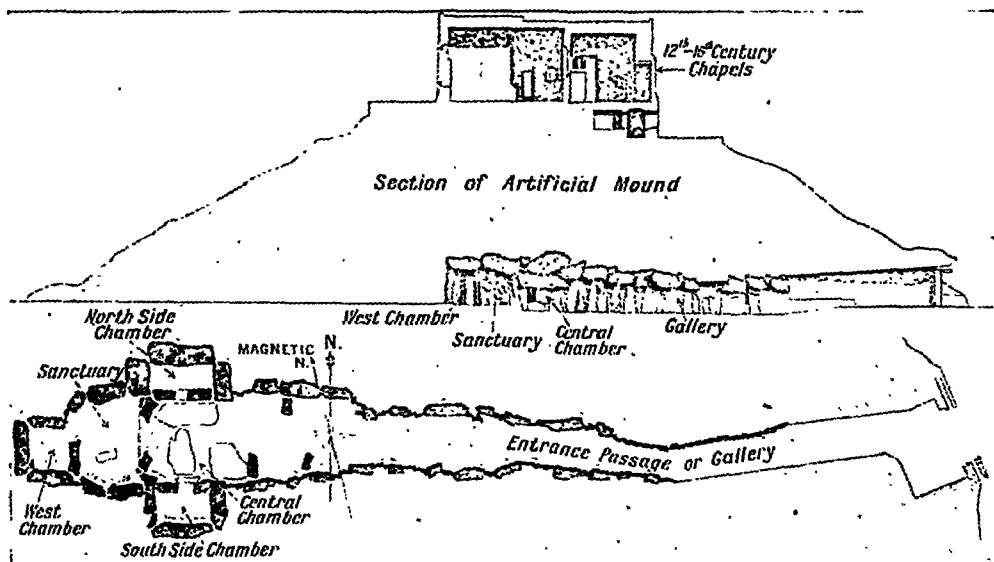 12th–16th Century
Chapels
Section of Artificial Mound
West Chamber
Sanctuary
Central
Chamber
Gallery
North Side
Chamber
MAGNETIC
N.
N.
Sanctuary
Entrance Passage or Gallery
West
Chamber
Central
Chamber
South Side Chamber